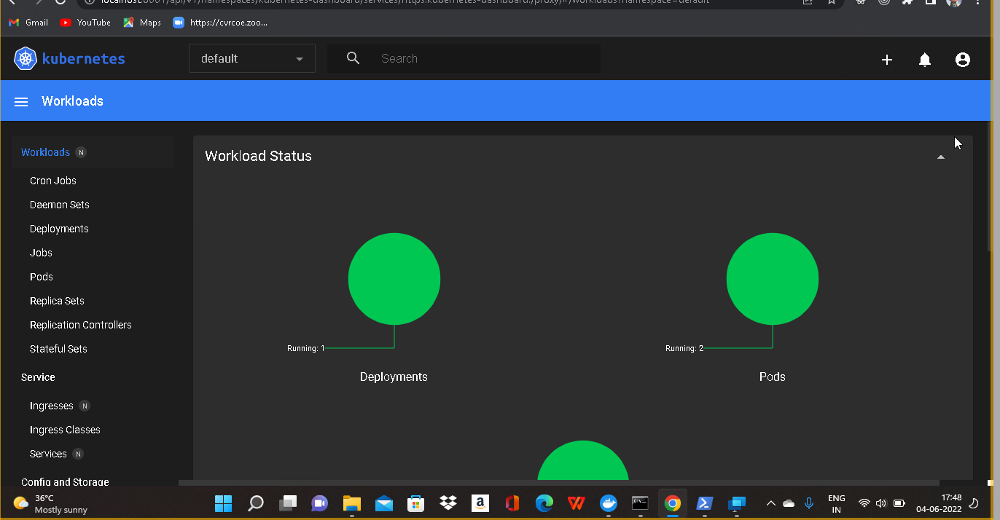 localhost:8001/api/v1/namespaces/kubernetes-dashboard/services/https:kubernetes-dashboard:/proxy/#/workloads?namespace=default
Gmail
YouTube
Maps
https://cvrcoe.zoo...
kubernetes
default
Search
Workloads
Workloads N
Cron Jobs
Daemon Sets
Deployments
Jobs
Pods
Replica Sets
Replication Controllers
Stateful Sets
Service
Ingresses N
Ingress Classes
Services N
Config and Storage
Workload Status
Running: 1
Deployments
Running: 2
Pods
36°C
Mostly sunny
ENG
IN
17:48
04-06-2022